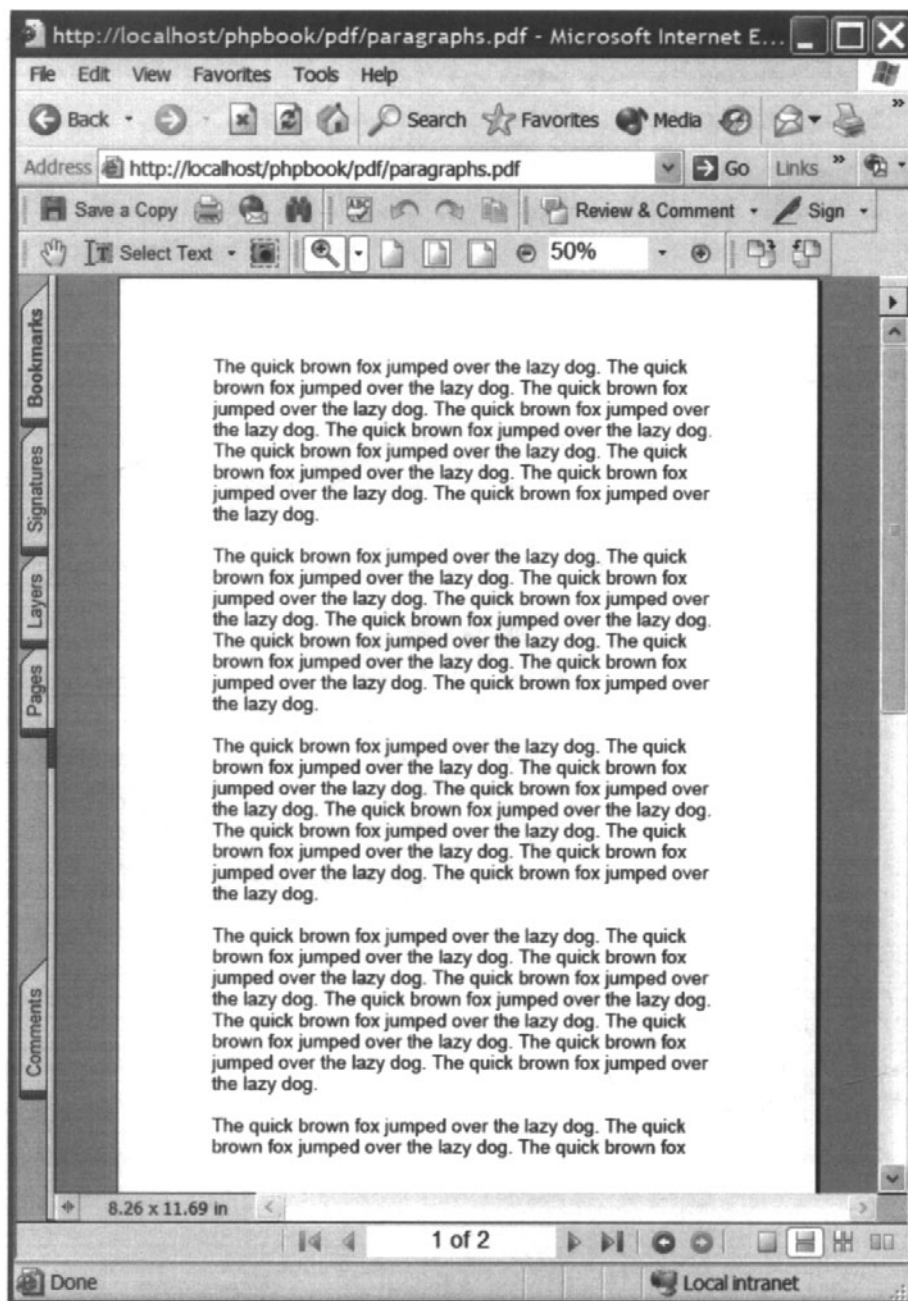 http://localhost/phpbook/pdf/paragraphs.pdf - Microsoft Internet E...
File Edit View Favorites Tools Help
Back Search Favorites Media
Address http://localhost/phpbook/pdf/paragraphs.pdf Go Links
Save a Copy ABC Review & Comment Sign
Select Text 50%
Bookmarks
Signatures
Layers
Pages
Comments
The quick brown fox jumped over the lazy dog. The quick
brown fox jumped over the lazy dog. The quick brown fox
jumped over the lazy dog. The quick brown fox jumped over
the lazy dog. The quick brown fox jumped over the lazy dog.
The quick brown fox jumped over the lazy dog. The quick
brown fox jumped over the lazy dog. The quick brown fox
jumped over the lazy dog. The quick brown fox jumped over
the lazy dog.
The quick brown fox jumped over the lazy dog. The quick
brown fox jumped over the lazy dog. The quick brown fox
jumped over the lazy dog. The quick brown fox jumped over
the lazy dog. The quick brown fox jumped over the lazy dog.
The quick brown fox jumped over the lazy dog. The quick
brown fox jumped over the lazy dog. The quick brown fox
jumped over the lazy dog. The quick brown fox jumped over
the lazy dog.
The quick brown fox jumped over the lazy dog. The quick
brown fox jumped over the lazy dog. The quick brown fox
jumped over the lazy dog. The quick brown fox jumped over
the lazy dog. The quick brown fox jumped over the lazy dog.
The quick brown fox jumped over the lazy dog. The quick
brown fox jumped over the lazy dog. The quick brown fox
jumped over the lazy dog. The quick brown fox jumped over
the lazy dog.
The quick brown fox jumped over the lazy dog. The quick
brown fox jumped over the lazy dog. The quick brown fox
jumped over the lazy dog. The quick brown fox jumped over
the lazy dog. The quick brown fox jumped over the lazy dog.
The quick brown fox jumped over the lazy dog. The quick
brown fox jumped over the lazy dog. The quick brown fox
jumped over the lazy dog. The quick brown fox jumped over
the lazy dog.
The quick brown fox jumped over the lazy dog. The quick
brown fox jumped over the lazy dog. The quick brown fox
8.26 x 11.69 in
1 of 2
Done Local intranet